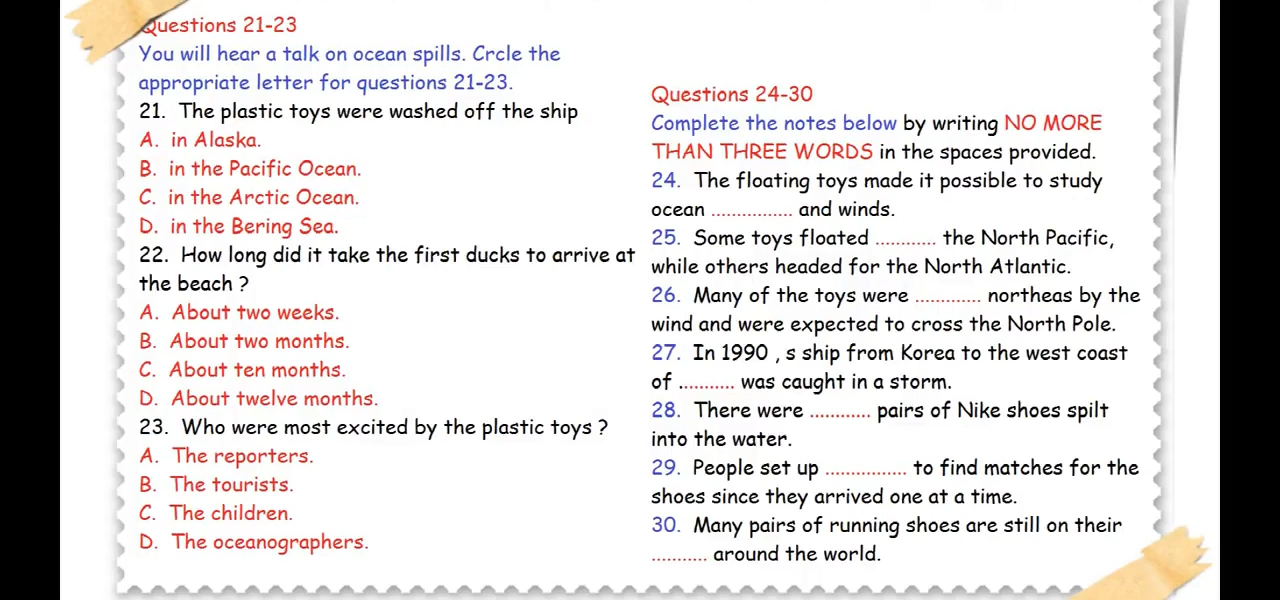 Questions 21-23
You will hear a talk on ocean spills. Crcle the
appropriate letter for questions 21-23.
21. The plastic toys were washed off the ship
A. in Alaska.
B. in the Pacific Ocean.
C. in the Arctic Ocean.
D. in the Bering Sea.
22. How long did it take the first ducks to arrive at
the beach ?
A. About two weeks.
B. About two months.
C. About ten months.
D. About twelve months.
23. Who were most excited by the plastic toys ?
A. The reporters.
B. The tourists.
C. The children.
D. The oceanographers.
Questions 24-30
Complete the notes below by writing NO MORE
THAN THREE WORDS in the spaces provided.
24. The floating toys made it possible to study
ocean ................ and winds.
25. Some toys floated ............ the North Pacific,
while others headed for the North Atlantic.
26. Many of the toys were ............. northeas by the
wind and were expected to cross the North Pole.
27. In 1990 , s ship from Korea to the west coast
of ........... was caught in a storm.
28. There were ............ pairs of Nike shoes spilt
into the water.
29. People set up ................ to find matches for the
shoes since they arrived one at a time.
30. Many pairs of running shoes are still on their
........... around the world.